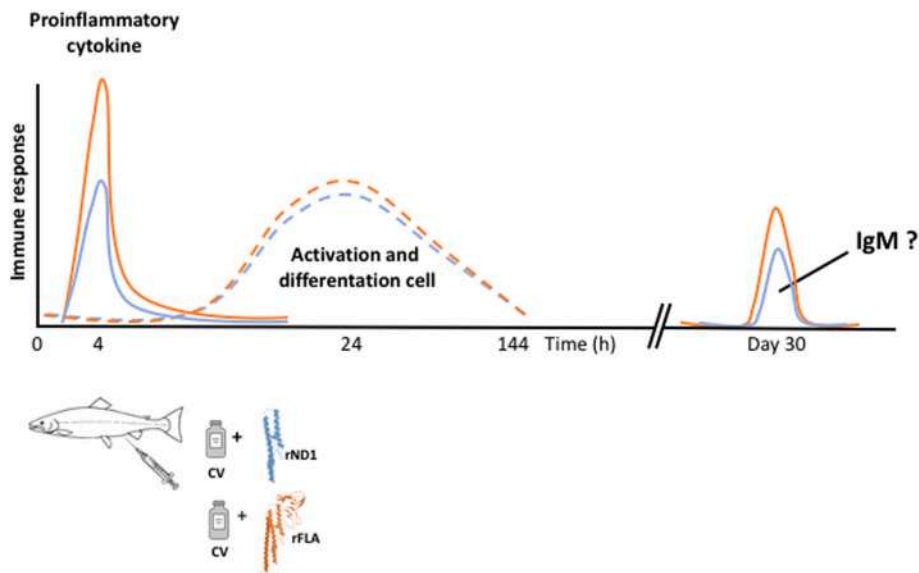 Proinflammatory
cytokine
Immune response
Activation and
differentation cell
IgM ?
0
4
24
144
Time (h)
Day 30
+
CV
rND1
+
CV
rFLA